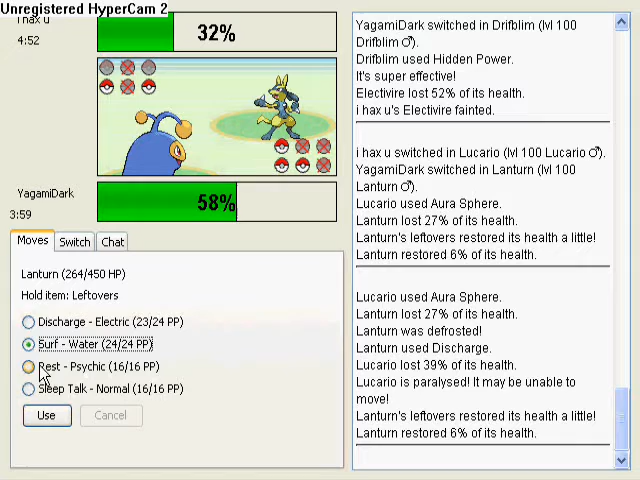 Unregistered HyperCam 2
i hax u
4:52
32%
YagamiDark
3:59
58%
Moves
Switch
Chat
Lanturn (264/450 HP)
Hold item: Leftovers
Discharge - Electric (23/24 PP)
Surf - Water (24/24 PP)
Rest - Psychic (16/16 PP)
Sleep Talk - Normal (16/16 PP)
Use
Cancel
YagamiDark switched in Drifblim (lvl 100
Drifblim ♂).
Drifblim used Hidden Power.
It's super effective!
Electivire lost 52% of its health.
i hax u's Electivire fainted.
i hax u switched in Lucario (lvl 100 Lucario ♂).
YagamiDark switched in Lanturn (lvl 100
Lanturn ♂).
Lucario used Aura Sphere.
Lanturn lost 27% of its health.
Lanturn's leftovers restored its health a little!
Lanturn restored 6% of its health.
Lucario used Aura Sphere.
Lanturn lost 27% of its health.
Lanturn was defrosted!
Lanturn used Discharge.
Lucario lost 39% of its health.
Lucario is paralysed! It may be unable to
move!
Lanturn's leftovers restored its health a little!
Lanturn restored 6% of its health.